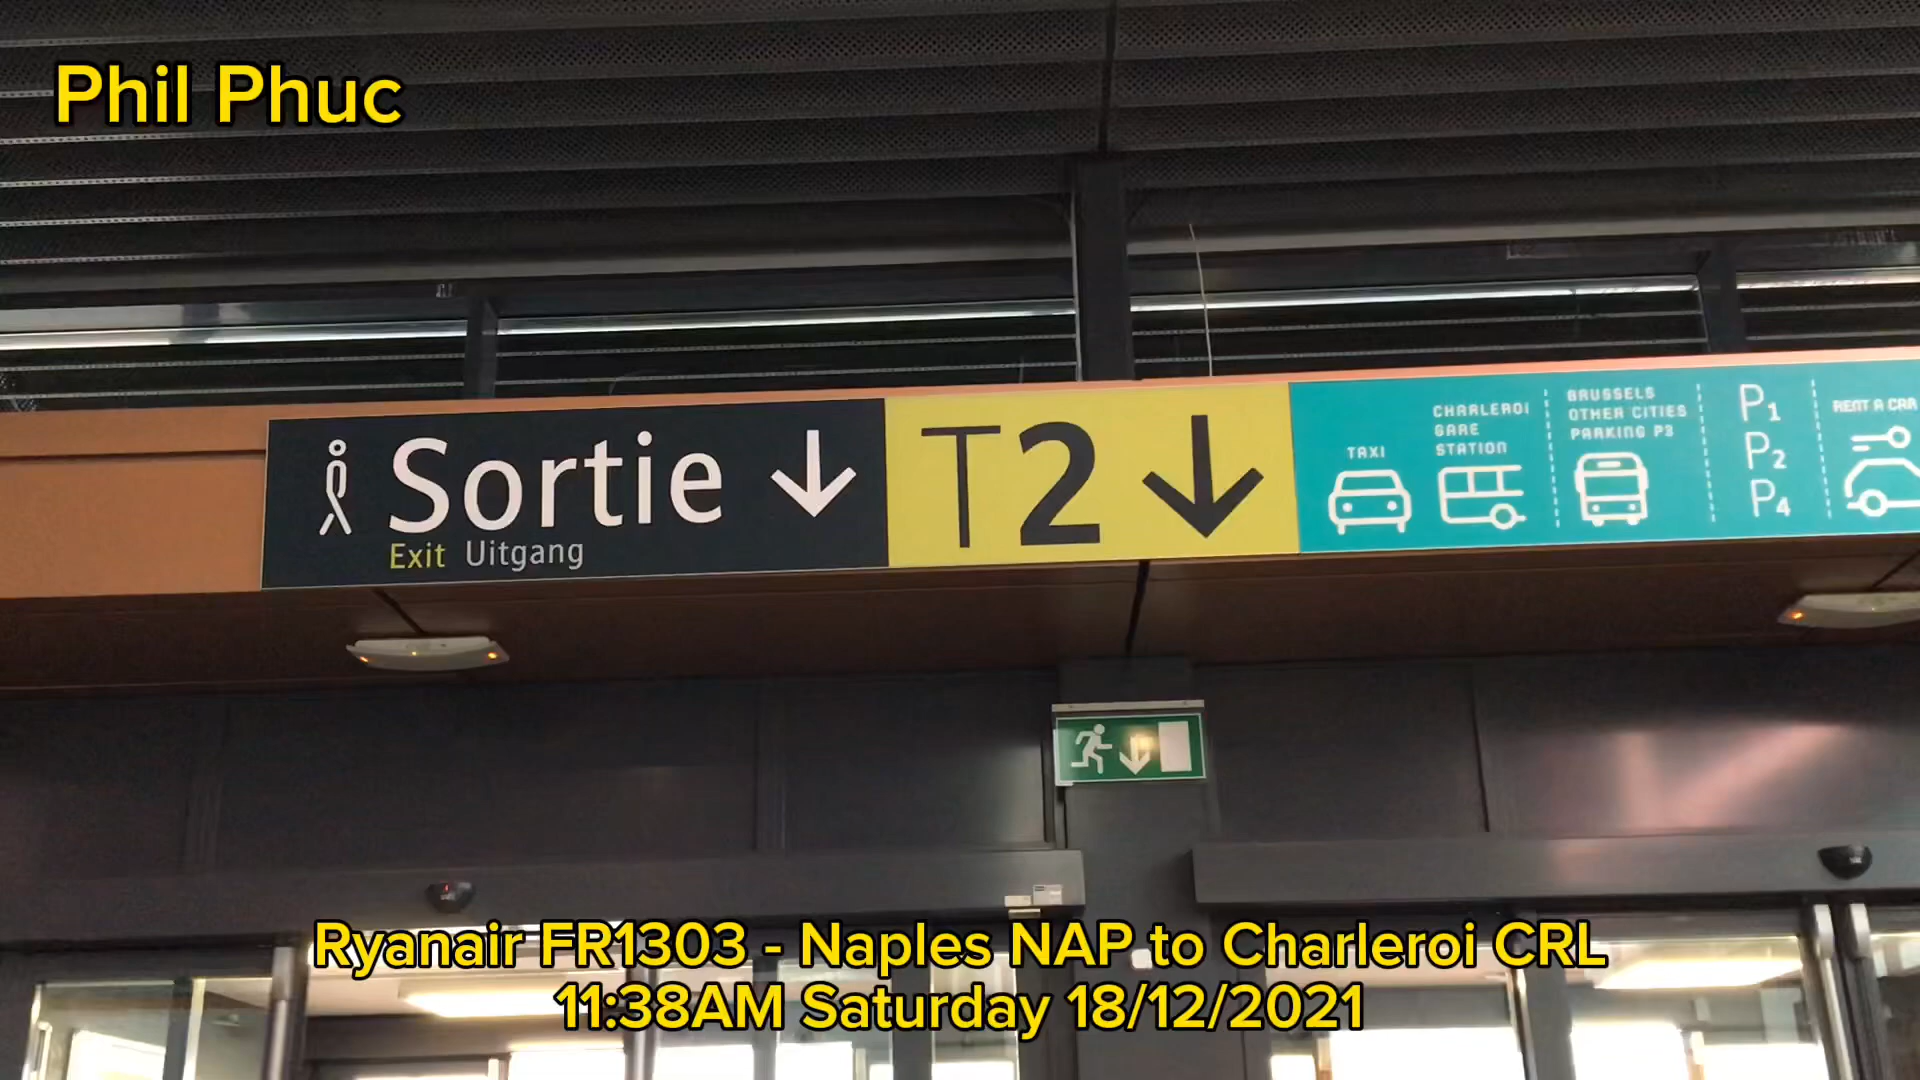 Phil Phuc
Sortie
Exit Uitgang
T2
TAXI
CHARLEROI
GARE
STATION
BRUSSELS
OTHER CITIES
PARKING P3
P1
P2
P4
RENT A CAR
Ryanair FR1303 - Naples NAP to Charleroi CRL
11:38AM Saturday 18/12/2021